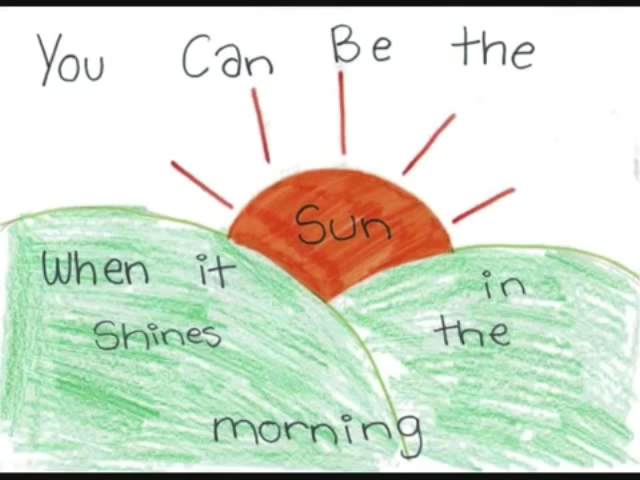 You Can Be the
Sun
When it
Shines
in
the
morning